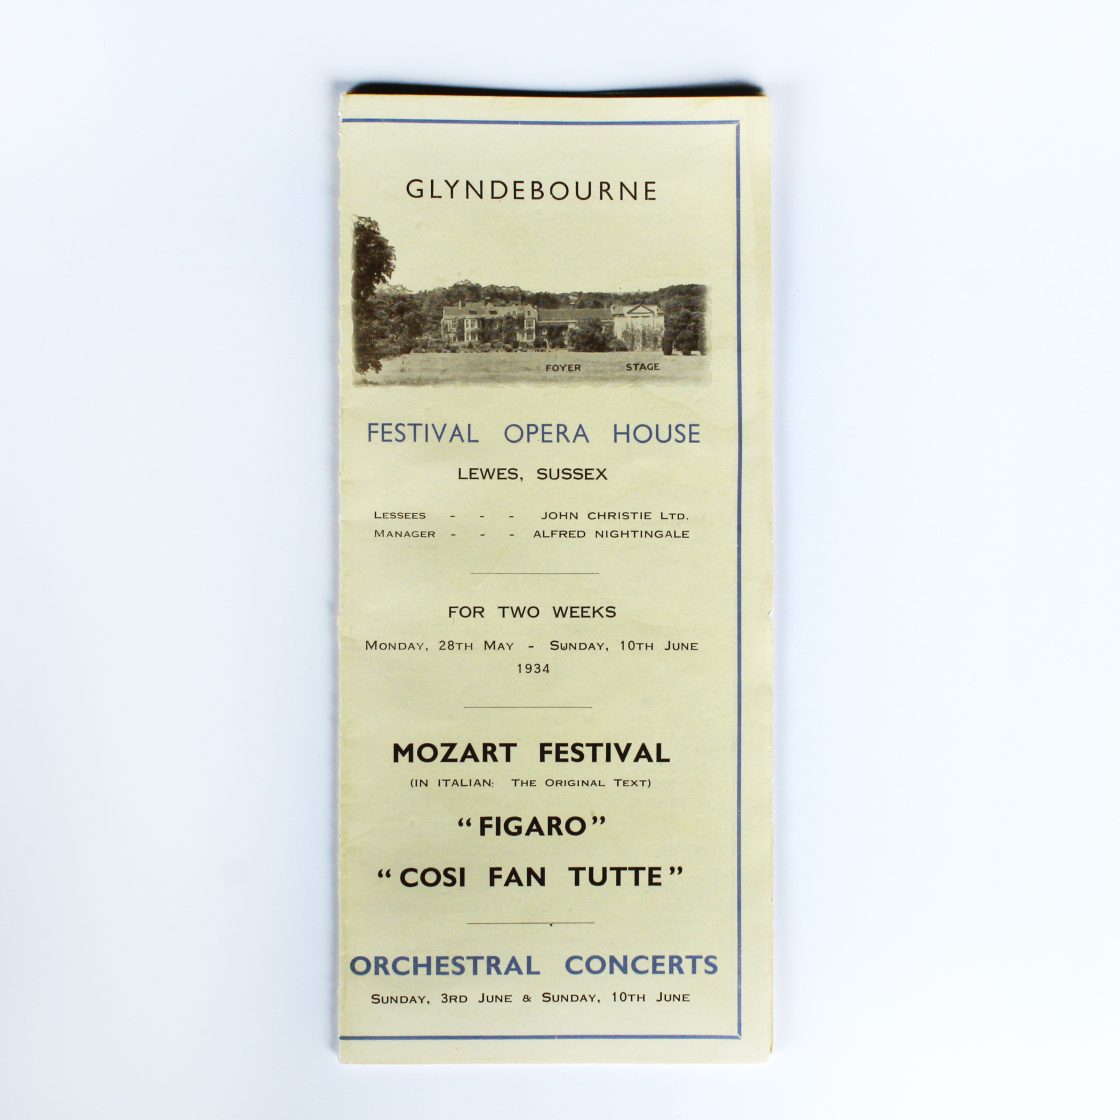 GLYNDEBOURNE
FOYER STAGE
FESTIVAL OPERA HOUSE
LEWES, SUSSEX
LESSEES - - - JOHN CHRISTIE LTD.
MANAGER - - - ALFRED NIGHTINGALE
FOR TWO WEEKS
MONDAY, 28TH MAY - SUNDAY, 10TH JUNE
1934
MOZART FESTIVAL
(IN ITALIAN: THE ORIGINAL TEXT)
"FIGARO"
"COSI FAN TUTTE"
ORCHESTRAL CONCERTS
SUNDAY, 3RD JUNE & SUNDAY, 10TH JUNE